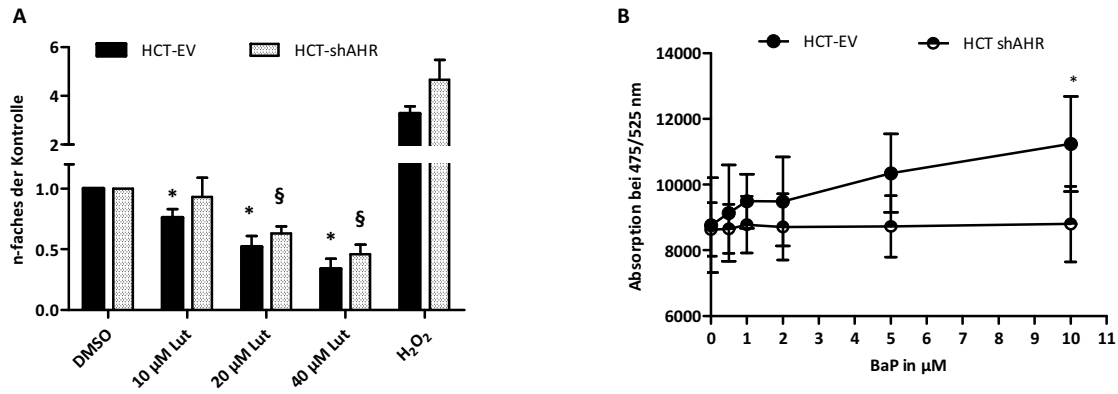 A
HCT-EV
HCT-shAHR
n-faches der Kontrolle
6
4
2
1.0
0.5
0.0
*
*
§
*
§
DMSO
10 µM Lut
20 µM Lut
40 µM Lut
H₂O₂
B
HCT-EV
HCT shAHR
Absorption bei 475/525 nm
14000
12000
10000
8000
6000
*
0 1 2 3 4 5 6 7 8 9 10 11
BaP in µM